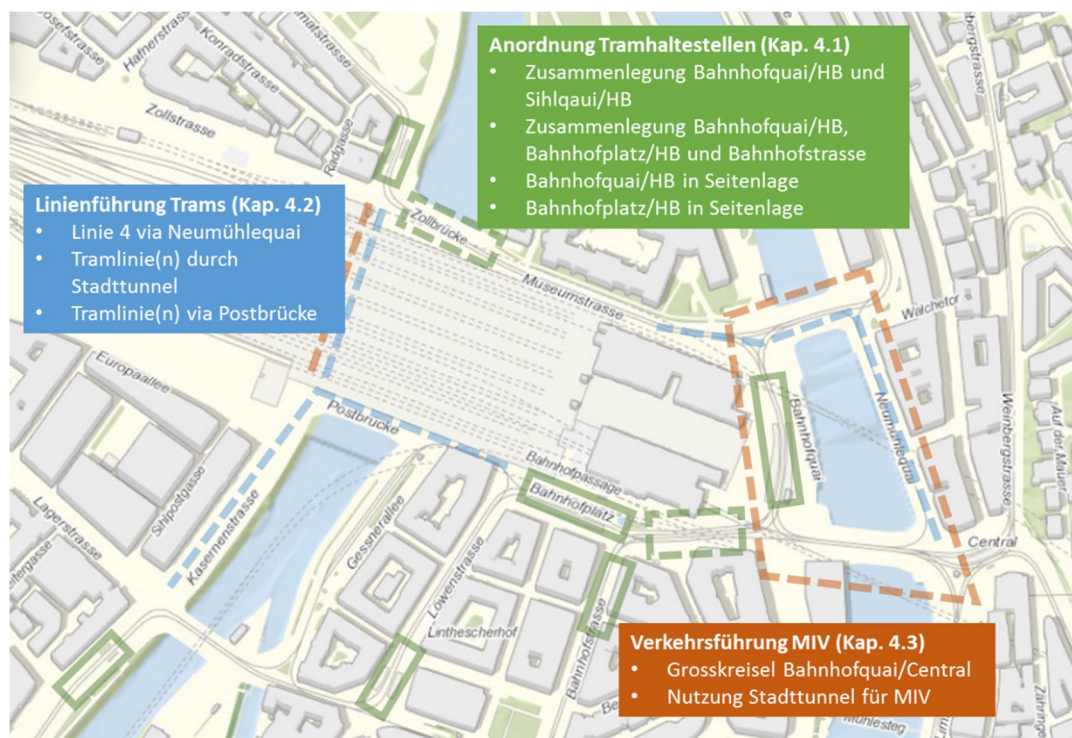 Anordnung Tramhaltestellen (Kap. 4.1)
• Zusammenlegung Bahnhofquai/HB und
Sihlqaui/HB
• Zusammenlegung Bahnhofquai/HB,
Bahnhofplatz/HB und Bahnhofstrasse
• Bahnhofquai/HB in Seitenlage
• Bahnhofplatz/HB in Seitenlage
Linienführung Trams (Kap. 4.2)
• Linie 4 via Neumühlequai
• Tramlinie(n) durch
Stadttunnel
• Tramlinie(n) via Postbrücke
Verkehrsführung MIV (Kap. 4.3)
• Grosskreisel Bahnhofquai/Central
• Nutzung Stadttunnel für MIV
Josefstrasse
Hafnerstrasse
Konradstrasse
Zollstrasse
Radgasse
Zollbrücke
Museumstrasse
Walchetor
Neumühlequai
Bahnhofquai
Weinbergstrasse
Auf der Mauer
Central
Europaallee
Postbrücke
Bahnhofpassage
Bahnhofplatz
Lagerstrasse
Sihlpostgasse
Kasernenstrasse
Gessnerallee
Löwenstrasse
Linthescherhof
Bahnhofstrasse
Mühlesteg